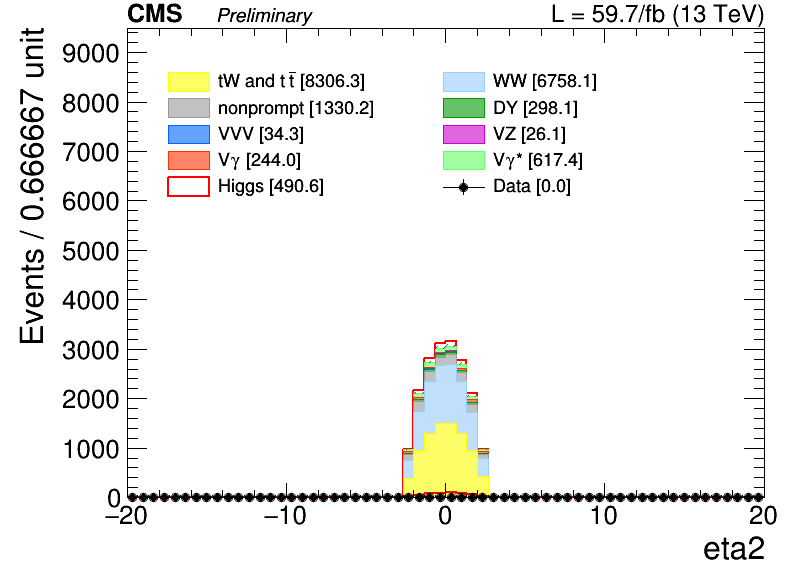 CMS Preliminary L = 59.7/fb (13 TeV)
Events / 0.666667 unit
9000
8000
7000
6000
5000
4000
3000
2000
1000
0
tW and t t̅ [8306.3] WW [6758.1]
nonprompt [1330.2] DY [298.1]
VVV [34.3] VZ [26.1]
Vγ [244.0] Vγ* [617.4]
Higgs [490.6] Data [0.0]
−20 −10 0 10 20
eta2